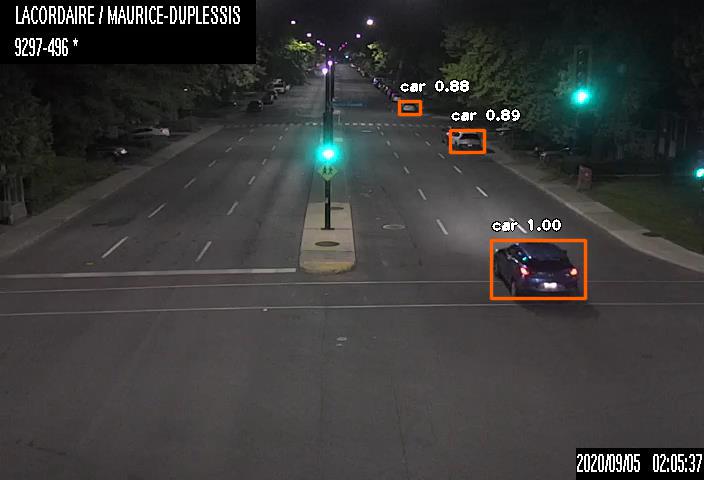 LACORDAIRE / MAURICE-DUPLESSIS
9297-496 *
car 0.88
car 0.89
car 1.00
2020/09/05 02:05:37